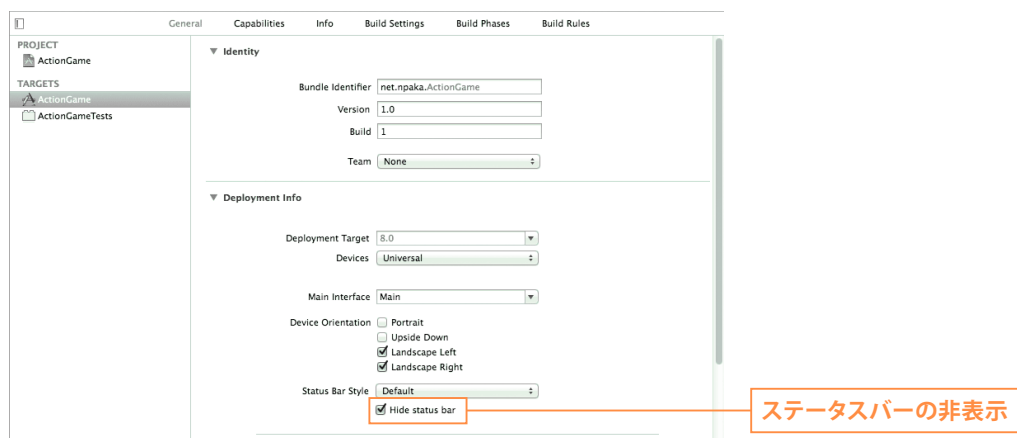 General Capabilities Info Build Settings Build Phases Build Rules
PROJECT
ActionGame
TARGETS
ActionGame
ActionGameTests
Identity
Bundle Identifier net.npaka.ActionGame
Version 1.0
Build 1
Team None
Deployment Info
Deployment Target 8.0
Devices Universal
Main Interface Main
Device Orientation Portrait
Upside Down
Landscape Left
Landscape Right
Status Bar Style Default
Hide status bar
ステータスバーの非表示